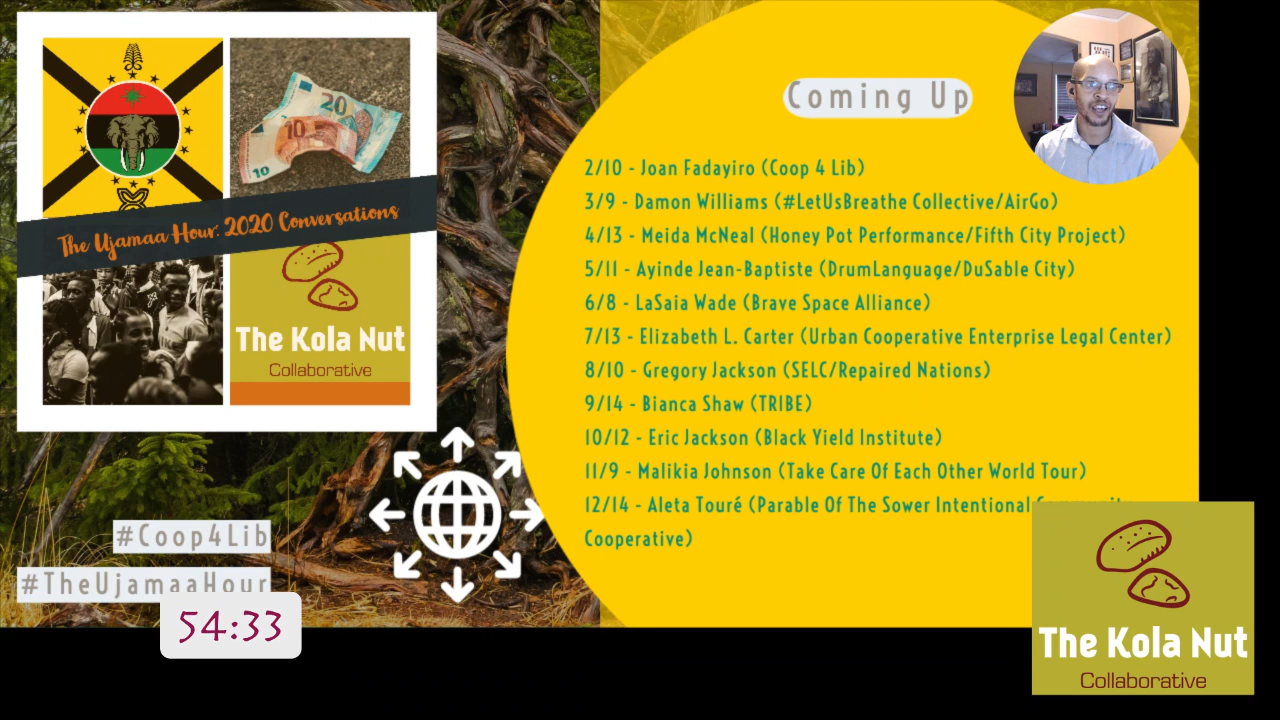 The Ujamaa Hour: 2020 Conversations
20
10
10
The Kola Nut
Collaborative
#Coop4Lib
#TheUjamaaHour
54:33
Coming Up
2/10 - Joan Fadayiro (Coop 4 Lib)
3/9 - Damon Williams (#LetUsBreathe Collective/AirGo)
4/13 - Meida McNeal (Honey Pot Performance/Fifth City Project)
5/11 - Ayinde Jean-Baptiste (DrumLanguage/DuSable City)
6/8 - LaSaia Wade (Brave Space Alliance)
7/13 - Elizabeth L. Carter (Urban Cooperative Enterprise Legal Center)
8/10 - Gregory Jackson (SELC/Repaired Nations)
9/14 - Bianca Shaw (TRIBE)
10/12 - Eric Jackson (Black Yield Institute)
11/9 - Malikia Johnson (Take Care Of Each Other World Tour)
12/14 - Aleta Touré (Parable Of The Sower Intentional
Cooperative)
The Kola Nut
Collaborative